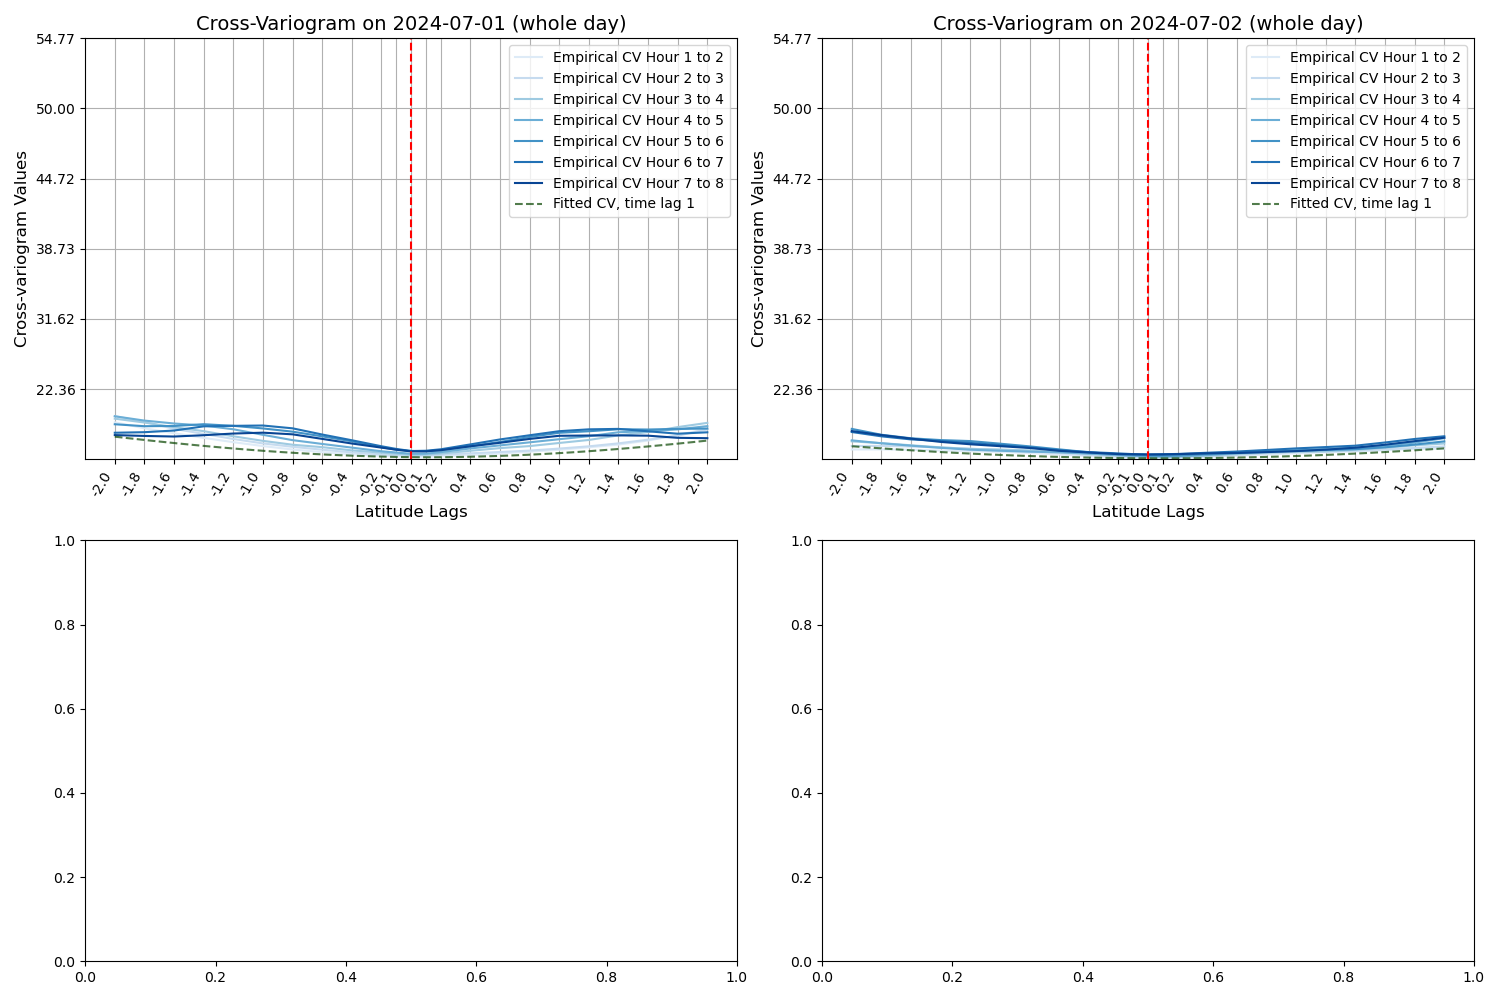 Cross-Variogram on 2024-07-01 (whole day)
54.77
50.00
44.72
38.73
31.62
22.36
Cross-variogram Values
Empirical CV Hour 1 to 2
Empirical CV Hour 2 to 3
Empirical CV Hour 3 to 4
Empirical CV Hour 4 to 5
Empirical CV Hour 5 to 6
Empirical CV Hour 6 to 7
Empirical CV Hour 7 to 8
Fitted CV, time lag 1
-2.0 -1.8 -1.6 -1.4 -1.2 -1.0 -0.8 -0.6 -0.4 -0.2 -0.1 0.0 0.1 0.2 0.4 0.6 0.8 1.0 1.2 1.4 1.6 1.8 2.0
Latitude Lags
Cross-Variogram on 2024-07-02 (whole day)
54.77
50.00
44.72
38.73
31.62
22.36
Cross-variogram Values
Empirical CV Hour 1 to 2
Empirical CV Hour 2 to 3
Empirical CV Hour 3 to 4
Empirical CV Hour 4 to 5
Empirical CV Hour 5 to 6
Empirical CV Hour 6 to 7
Empirical CV Hour 7 to 8
Fitted CV, time lag 1
-2.0 -1.8 -1.6 -1.4 -1.2 -1.0 -0.8 -0.6 -0.4 -0.2 -0.1 0.0 0.1 0.2 0.4 0.6 0.8 1.0 1.2 1.4 1.6 1.8 2.0
Latitude Lags
1.0
0.8
0.6
0.4
0.2
0.0
0.0 0.2 0.4 0.6 0.8 1.0
1.0
0.8
0.6
0.4
0.2
0.0
0.0 0.2 0.4 0.6 0.8 1.0